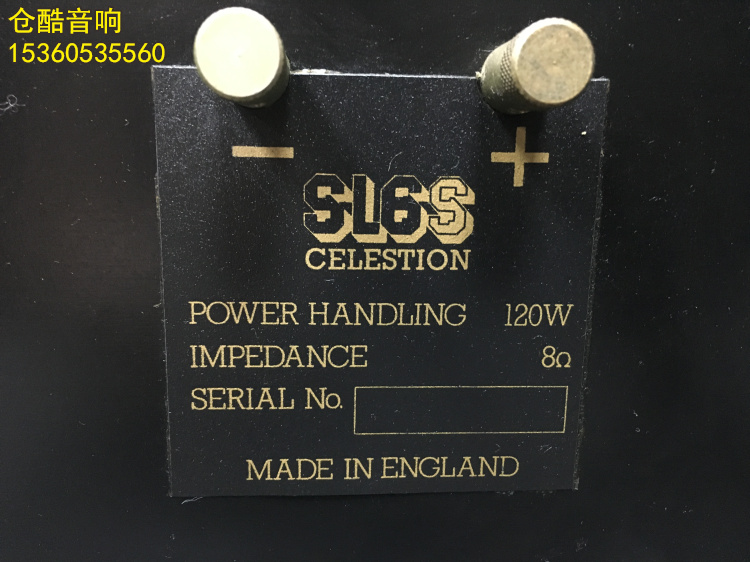 仓酷音响
15360535560
− +
SL6S
CELESTION
POWER HANDLING 120W
IMPEDANCE 8Ω
SERIAL No.
MADE IN ENGLAND